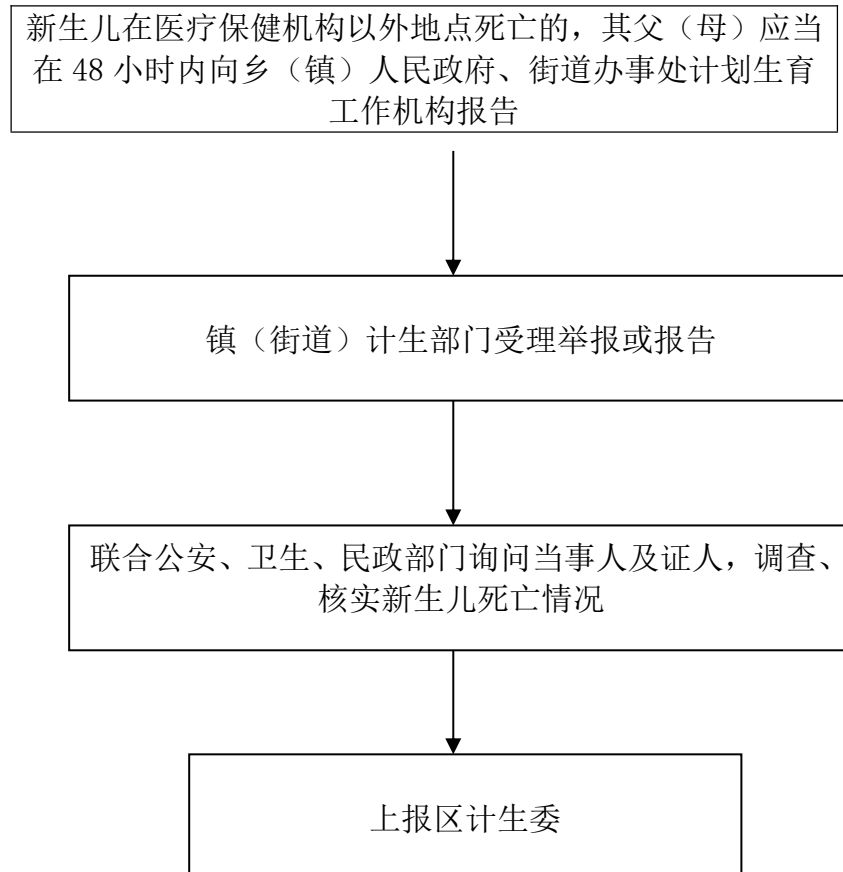 新生儿在医疗保健机构以外地点死亡的，其父（母）应当
在 48 小时内向乡（镇）人民政府、街道办事处计划生育
工作机构报告
镇（街道）计生部门受理举报或报告
联合公安、卫生、民政部门询问当事人及证人，调查、
核实新生儿死亡情况
上报区计生委